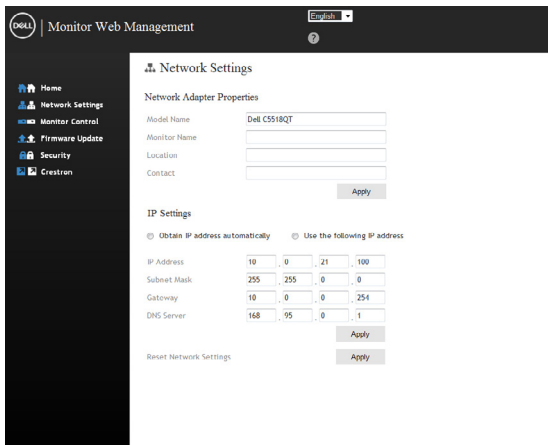 DELL | Monitor Web Management
English
?
Home
Network Settings
Monitor Control
Firmware Update
Security
Crestron
Network Settings
Network Adapter Properties
Model Name Dell C5518QT
Monitor Name
Location
Contact
Apply
IP Settings
Obtain IP address automatically Use the following IP address
IP Address 10 . 0 . 21 . 100
Subnet Mask 255 . 255 . 0 . 0
Gateway 10 . 0 . 0 . 254
DNS Server 168 . 95 . 0 . 1
Apply
Reset Network Settings Apply